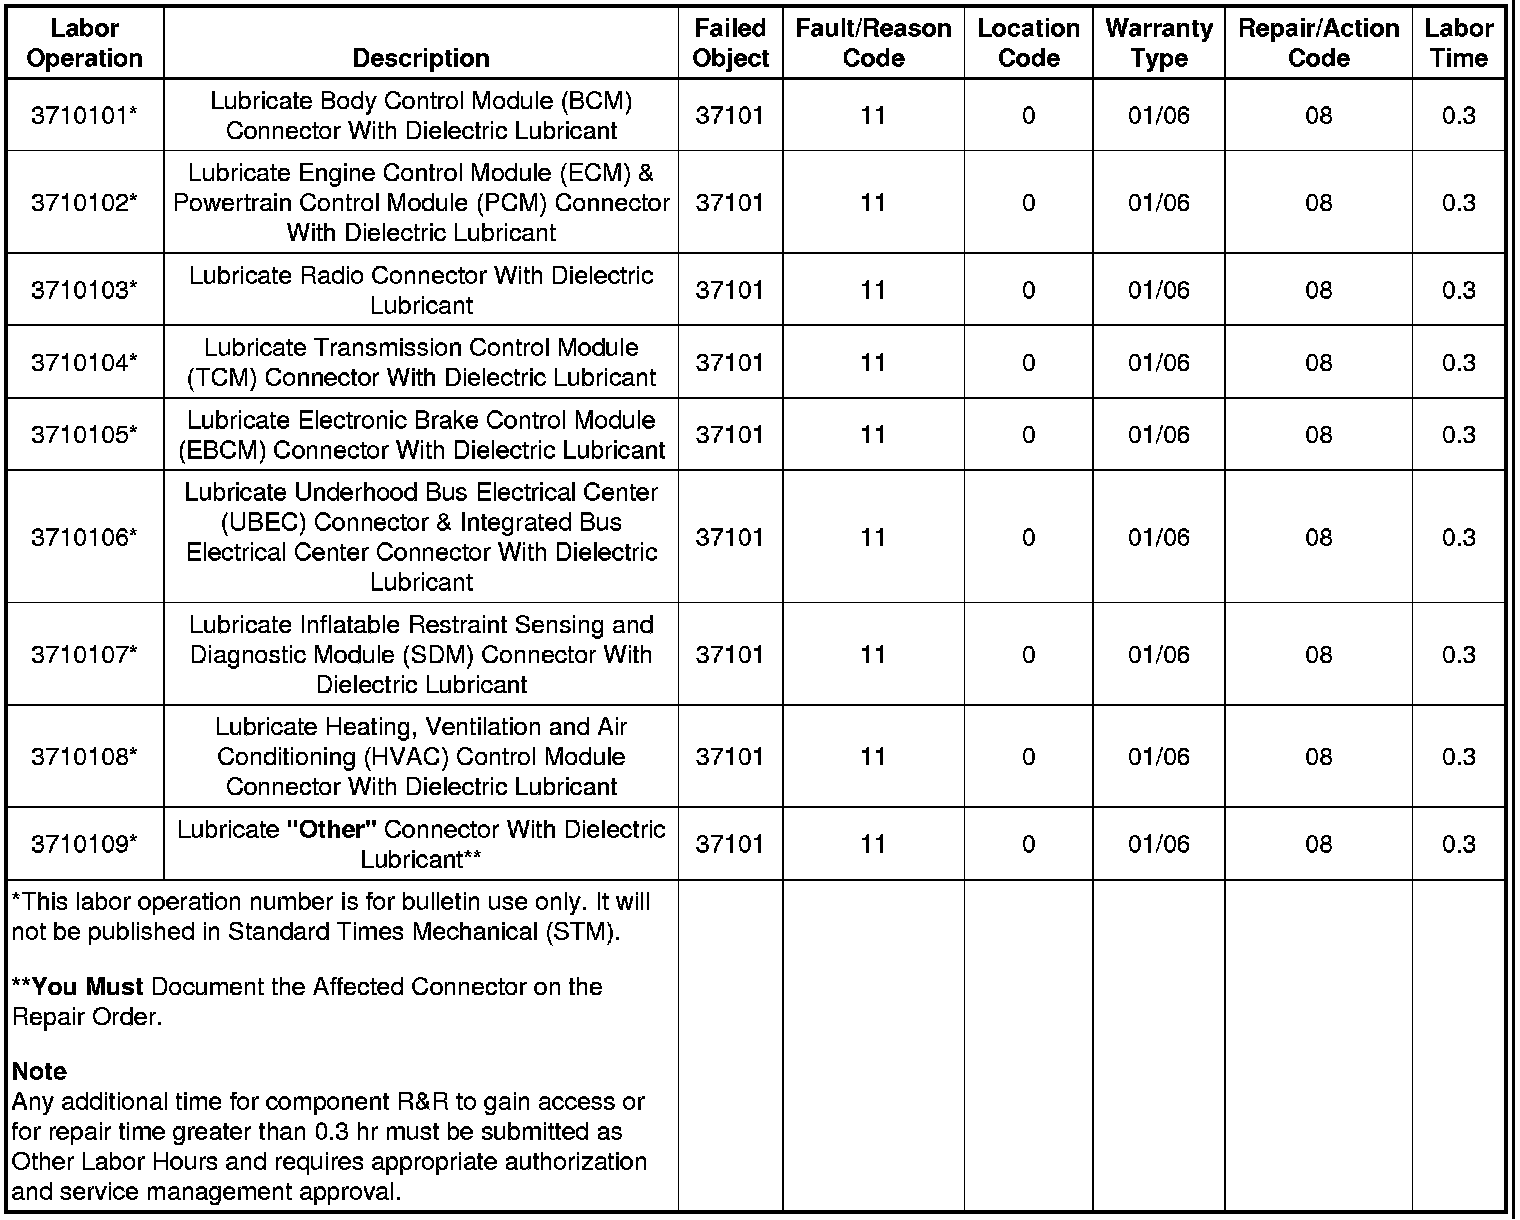 Labor Operation Description Failed Object Fault/Reason Code Location Code Warranty Type Repair/Action Code Labor Time
3710101* Lubricate Body Control Module (BCM)
Connector With Dielectric Lubricant 37101 11 0 01/06 08 0.3
3710102* Lubricate Engine Control Module (ECM) &
Powertrain Control Module (PCM) Connector
With Dielectric Lubricant 37101 11 0 01/06 08 0.3
3710103* Lubricate Radio Connector With Dielectric
Lubricant 37101 11 0 01/06 08 0.3
3710104* Lubricate Transmission Control Module
(TCM) Connector With Dielectric Lubricant 37101 11 0 01/06 08 0.3
3710105* Lubricate Electronic Brake Control Module
(EBCM) Connector With Dielectric Lubricant 37101 11 0 01/06 08 0.3
3710106* Lubricate Underhood Bus Electrical Center
(UBEC) Connector & Integrated Bus
Electrical Center Connector With Dielectric
Lubricant 37101 11 0 01/06 08 0.3
3710107* Lubricate Inflatable Restraint Sensing and
Diagnostic Module (SDM) Connector With
Dielectric Lubricant 37101 11 0 01/06 08 0.3
3710108* Lubricate Heating, Ventilation and Air
Conditioning (HVAC) Control Module
Connector With Dielectric Lubricant 37101 11 0 01/06 08 0.3
3710109* Lubricate "Other" Connector With Dielectric
Lubricant** 37101 11 0 01/06 08 0.3
*This labor operation number is for bulletin use only. It will
not be published in Standard Times Mechanical (STM).
**You Must Document the Affected Connector on the
Repair Order.
Note
Any additional time for component R&R to gain access or
for repair time greater than 0.3 hr must be submitted as
Other Labor Hours and requires appropriate authorization
and service management approval.